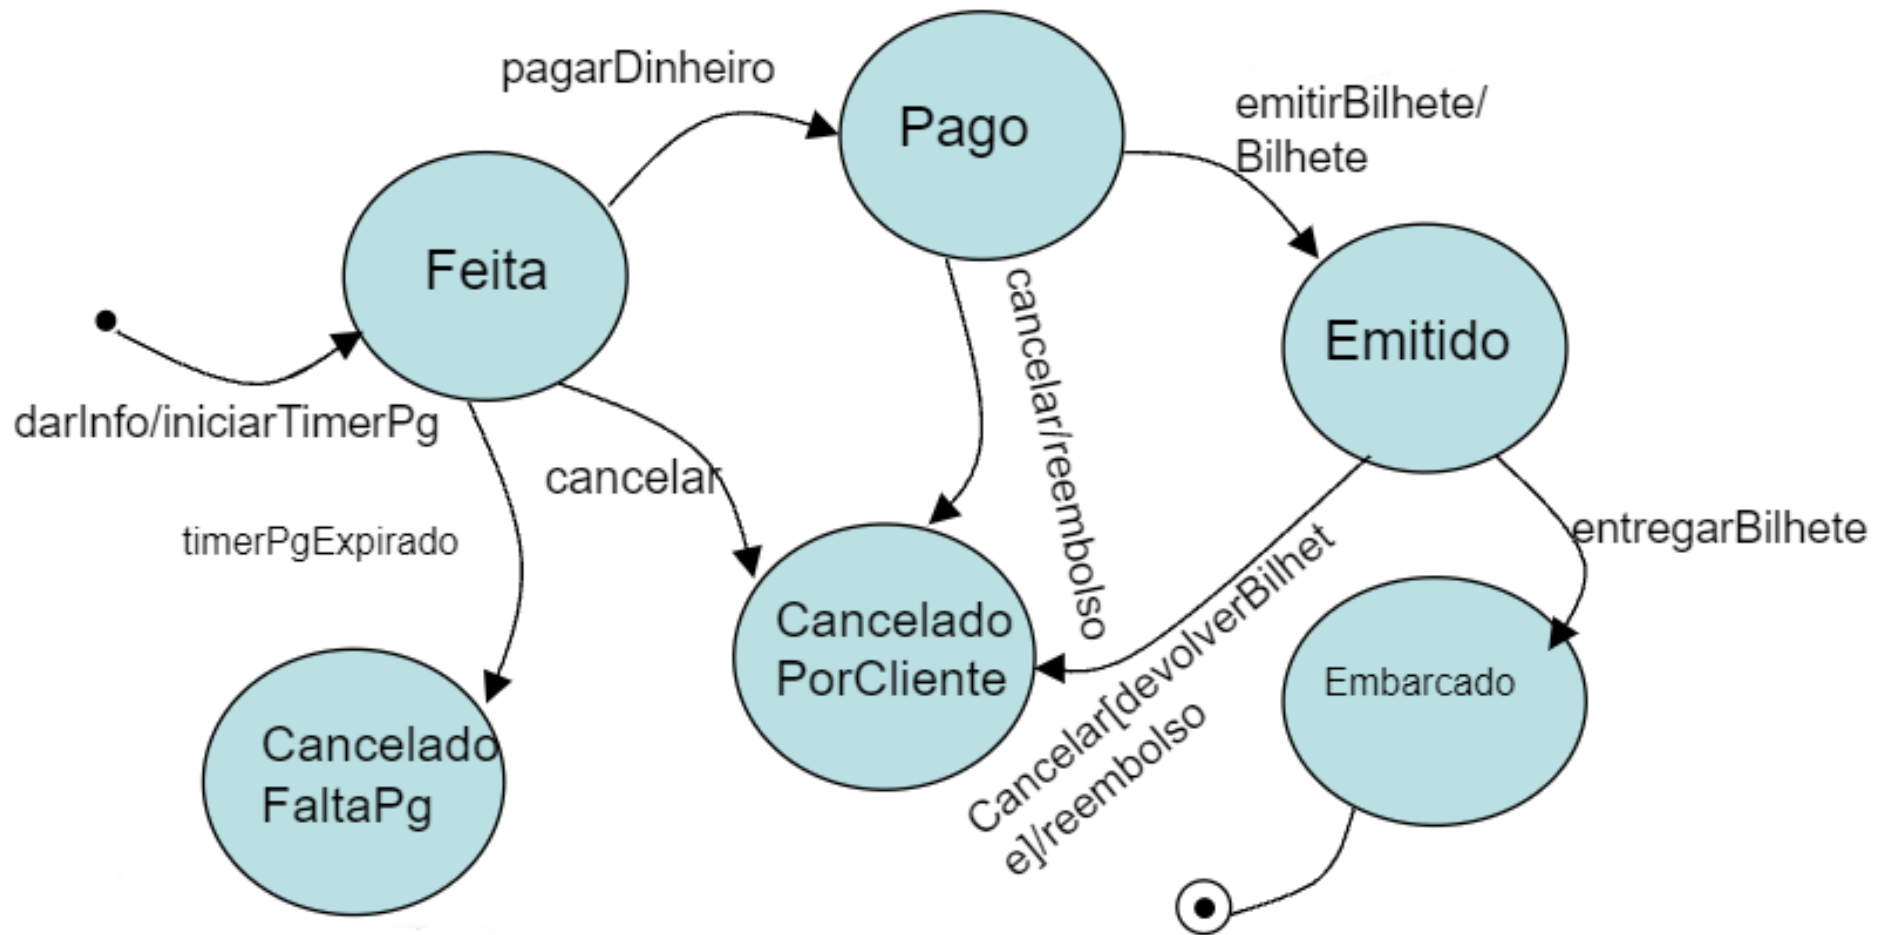 pagarDinheiro
Pago
emitirBilhete/
Bilhete
Feita
Emitido
darInfo/iniciarTimerPg
cancelar
cancelar/reembolso
timerPgExpirado
entregarBilhete
Cancelar[devolverBilhet
e]/reembolso
Cancelado
PorCliente
Embarcado
Cancelado
FaltaPg